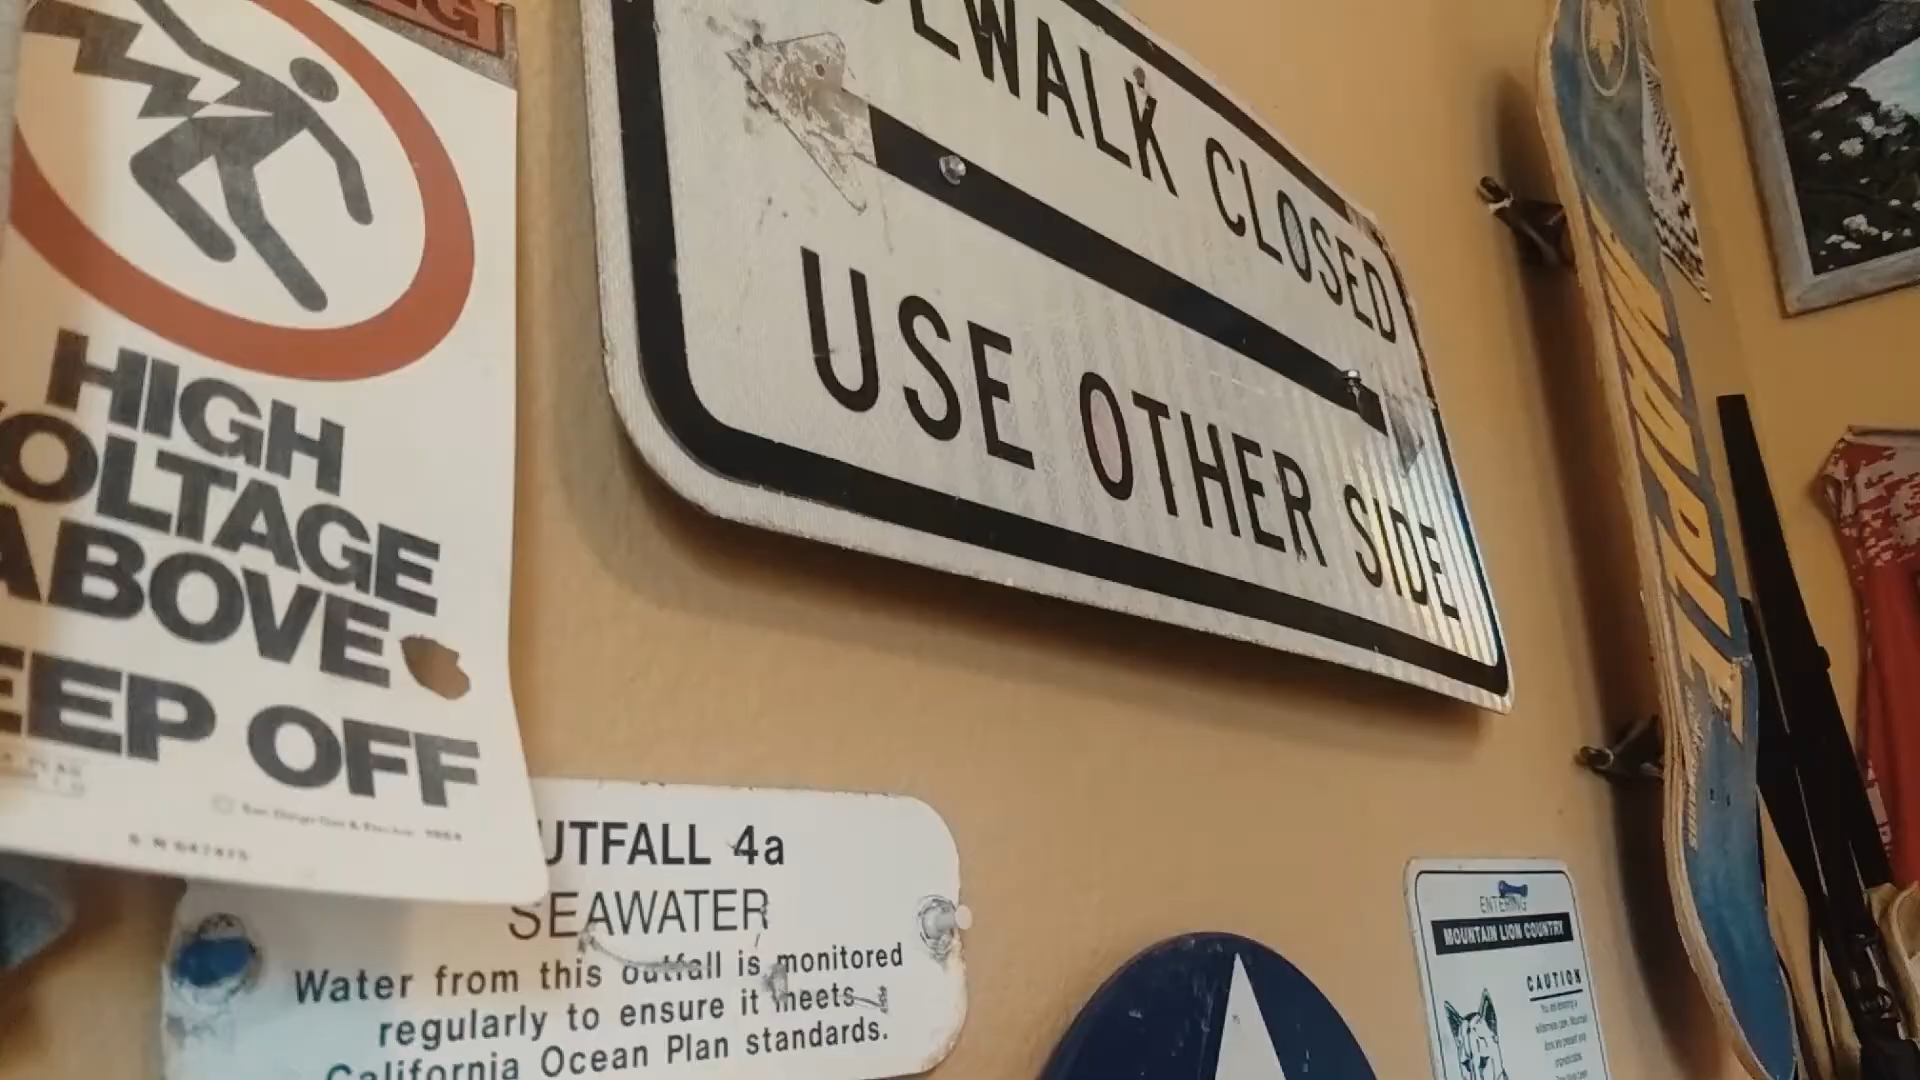 HIGH
OLTAGE
ABOVE
EEP OFF
EWALK CLOSED
USE OTHER SIDE
UTFALL 4a
SEAWATER
Water from this outfall is monitored
regularly to ensure it meets
California Ocean Plan standards.
MAPLE
ENTERING
MOUNTAIN LION COUNTRY
CAUTION